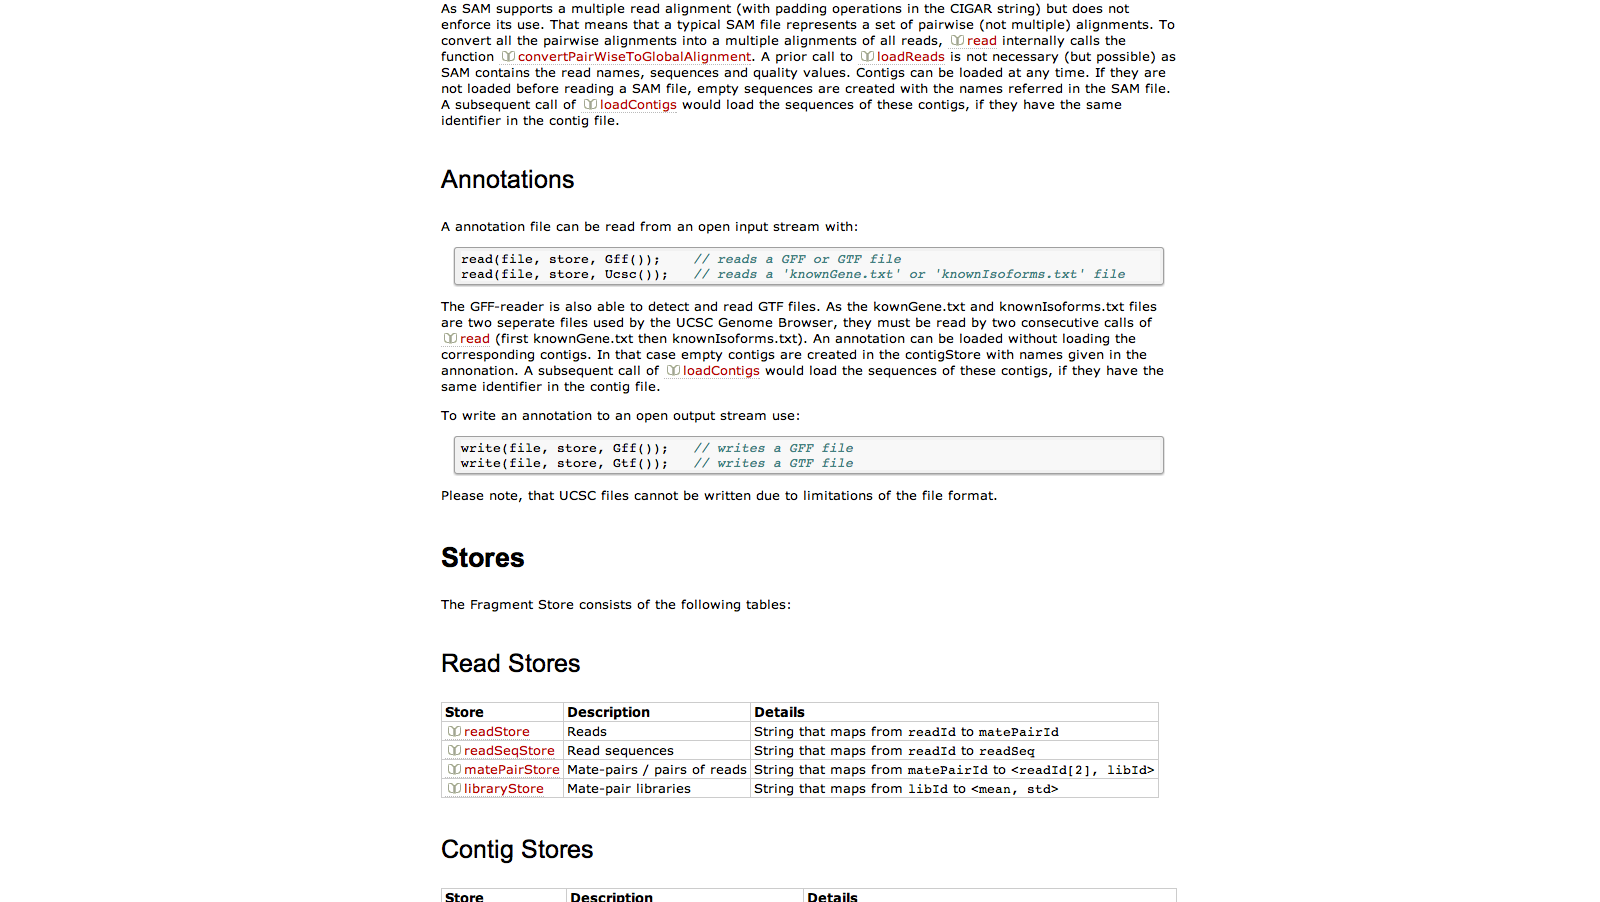 As SAM supports a multiple read alignment (with padding operations in the CIGAR string) but does not
enforce its use. That means that a typical SAM file represents a set of pairwise (not multiple) alignments. To
convert all the pairwise alignments into a multiple alignments of all reads, read internally calls the
function convertPairWiseToGlobalAlignment. A prior call to loadReads is not necessary (but possible) as
SAM contains the read names, sequences and quality values. Contigs can be loaded at any time. If they are
not loaded before reading a SAM file, empty sequences are created with the names referred in the SAM file.
A subsequent call of loadContigs would load the sequences of these contigs, if they have the same
identifier in the contig file.
Annotations
A annotation file can be read from an open input stream with:
read(file, store, Gff());    // reads a GFF or GTF file
read(file, store, Ucsc());   // reads a 'knownGene.txt' or 'knownIsoforms.txt' file
The GFF-reader is also able to detect and read GTF files. As the kownGene.txt and knownIsoforms.txt files
are two seperate files used by the UCSC Genome Browser, they must be read by two consecutive calls of
read (first knownGene.txt then knownIsoforms.txt). An annotation can be loaded without loading the
corresponding contigs. In that case empty contigs are created in the contigStore with names given in the
annonation. A subsequent call of loadContigs would load the sequences of these contigs, if they have the
same identifier in the contig file.
To write an annotation to an open output stream use:
write(file, store, Gff());   // writes a GFF file
write(file, store, Gtf());   // writes a GTF file
Please note, that UCSC files cannot be written due to limitations of the file format.
Stores
The Fragment Store consists of the following tables:
Read Stores
Store Description Details
readStore Reads String that maps from readId to matePairId
readSeqStore Read sequences String that maps from readId to readSeq
matePairStore Mate-pairs / pairs of reads String that maps from matePairId to <readId[2], libId>
libraryStore Mate-pair libraries String that maps from libId to <mean, std>
Contig Stores
Store Description Details